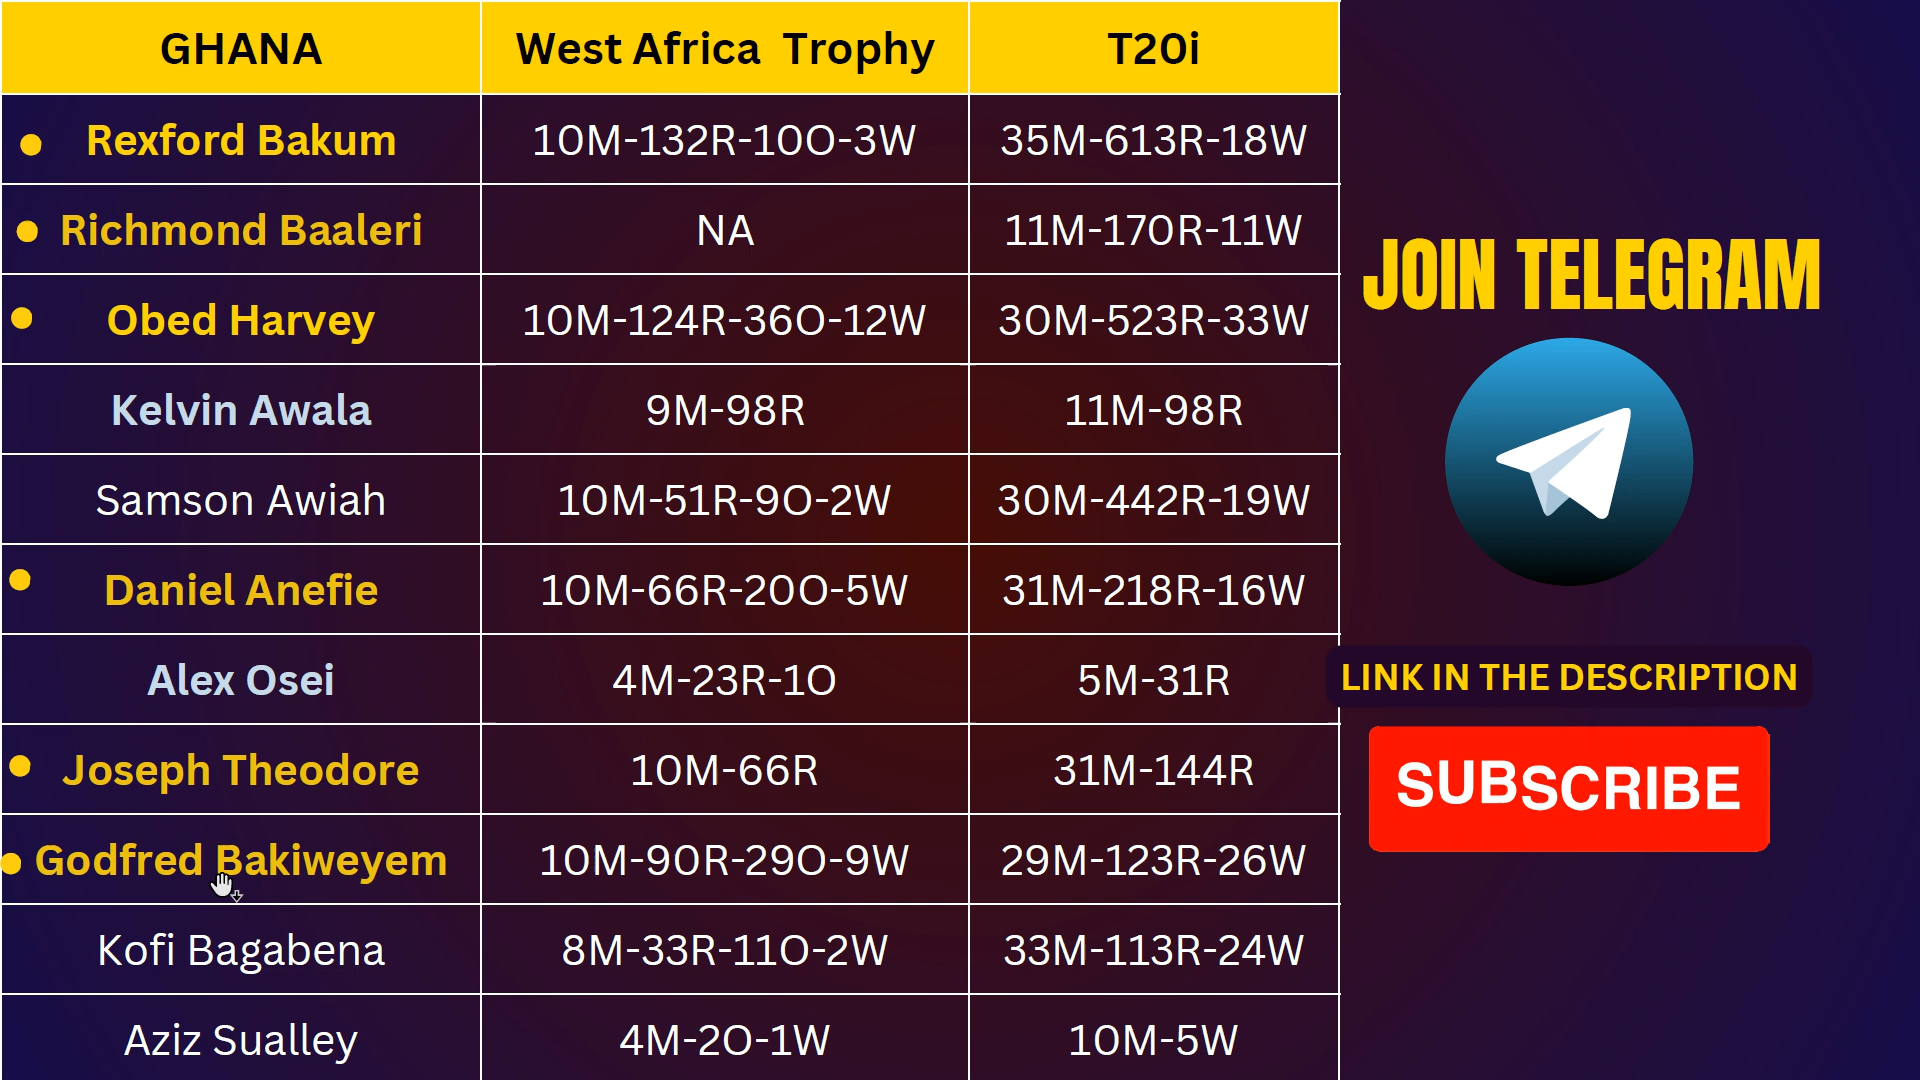 GHANA West Africa Trophy T20i
Rexford Bakum 10M-132R-10O-3W 35M-613R-18W
Richmond Baaleri NA 11M-170R-11W
Obed Harvey 10M-124R-36O-12W 30M-523R-33W
Kelvin Awala 9M-98R 11M-98R
Samson Awiah 10M-51R-9O-2W 30M-442R-19W
Daniel Anefie 10M-66R-20O-5W 31M-218R-16W
Alex Osei 4M-23R-1O 5M-31R
Joseph Theodore 10M-66R 31M-144R
Godfred Bakiweyem 10M-90R-29O-9W 29M-123R-26W
Kofi Bagabena 8M-33R-11O-2W 33M-113R-24W
Aziz Sualley 4M-2O-1W 10M-5W
JOIN TELEGRAM
LINK IN THE DESCRIPTION
SUBSCRIBE